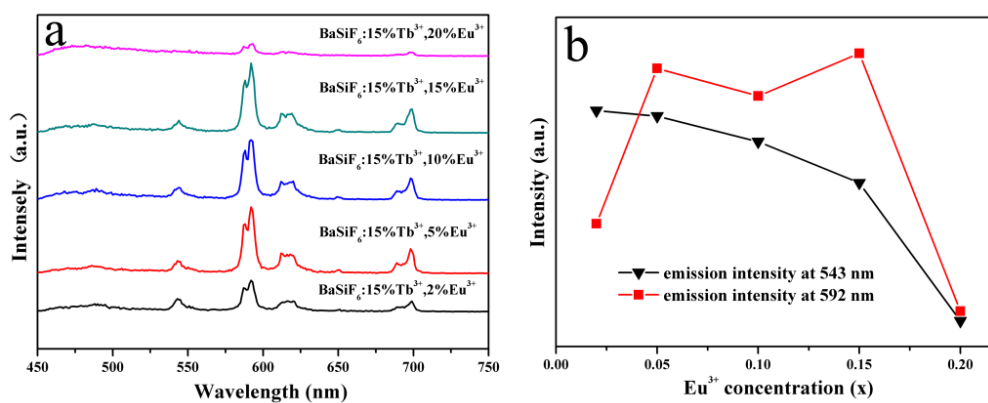 a
BaSiF₆:15%Tb³⁺,20%Eu³⁺
BaSiF₆:15%Tb³⁺,15%Eu³⁺
BaSiF₆:15%Tb³⁺,10%Eu³⁺
BaSiF₆:15%Tb³⁺,5%Eu³⁺
BaSiF₆:15%Tb³⁺,2%Eu³⁺
Intensely (a.u.)
450 500 550 600 650 700 750
Wavelength (nm)
b
Intensity (a.u.)
emission intensity at 543 nm
emission intensity at 592 nm
0.00 0.05 0.10 0.15 0.20
Eu³⁺ concentration (x)